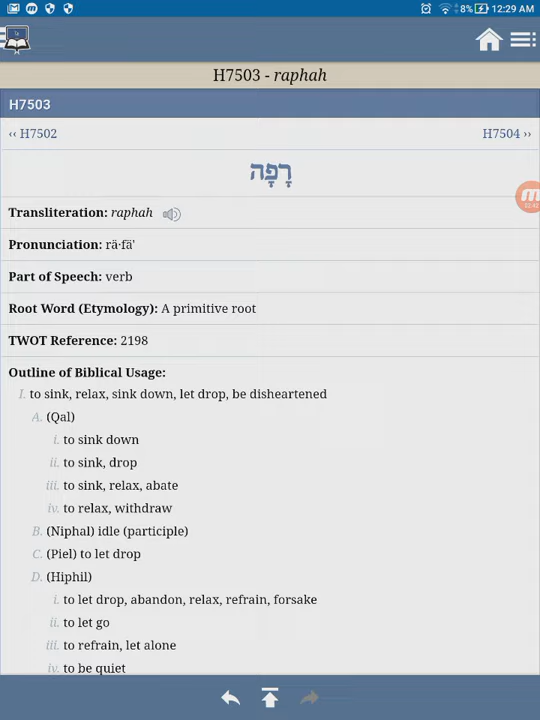 8% 12:29 AM
H7503 - raphah
H7503
‹‹ H7502 H7504 ››
רָפָה
Transliteration: raphah
Pronunciation: rä·fä'
Part of Speech: verb
Root Word (Etymology): A primitive root
TWOT Reference: 2198
Outline of Biblical Usage:
I. to sink, relax, sink down, let drop, be disheartened
A. (Qal)
i. to sink down
ii. to sink, drop
iii. to sink, relax, abate
iv. to relax, withdraw
B. (Niphal) idle (participle)
C. (Piel) to let drop
D. (Hiphil)
i. to let drop, abandon, relax, refrain, forsake
ii. to let go
iii. to refrain, let alone
iv. to be quiet